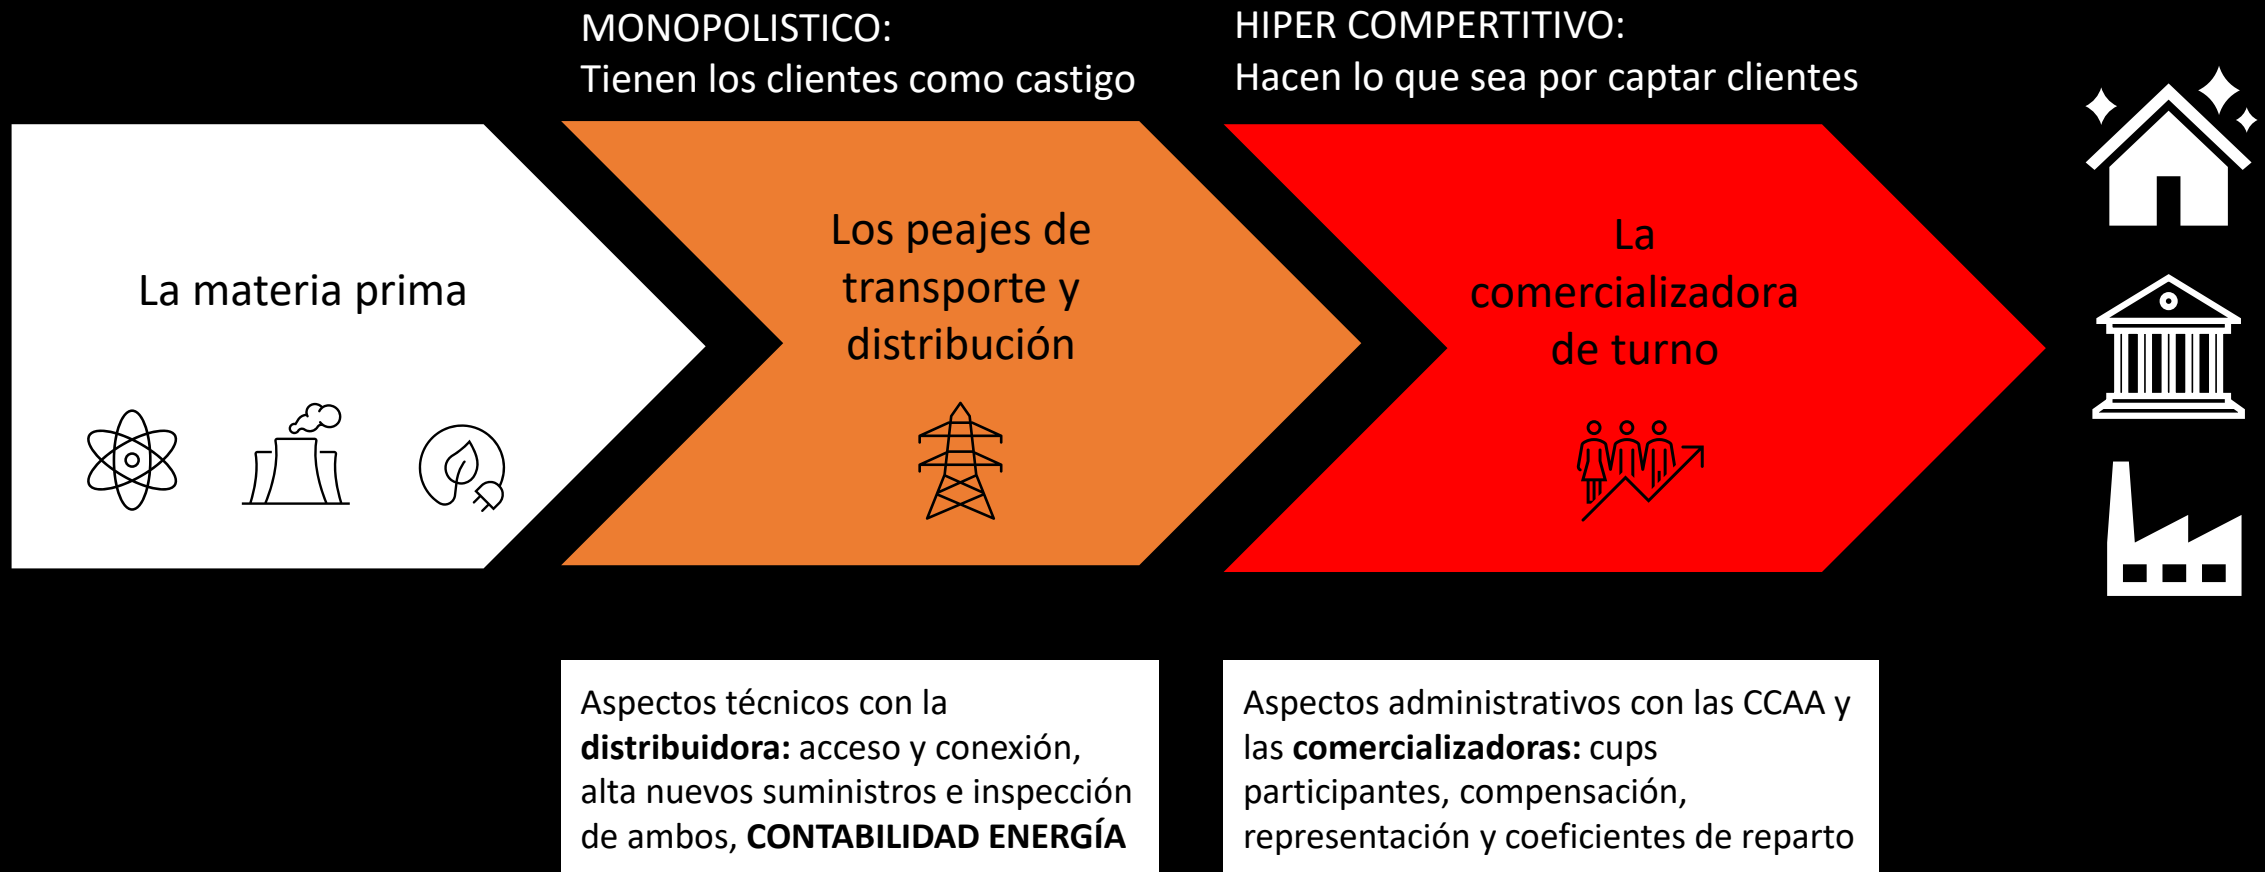 MONOPOLISTICO:
Tienen los clientes como castigo
HIPER COMPERTITIVO:
Hacen lo que sea por captar clientes
La materia prima
Los peajes de
transporte y
distribución
La
comercializadora
de turno
Aspectos técnicos con la
distribuidora: acceso y conexión,
alta nuevos suministros e inspección
de ambos, CONTABILIDAD ENERGÍA
Aspectos administrativos con las CCAA y
las comercializadoras: cups
participantes, compensación,
representación y coeficientes de reparto